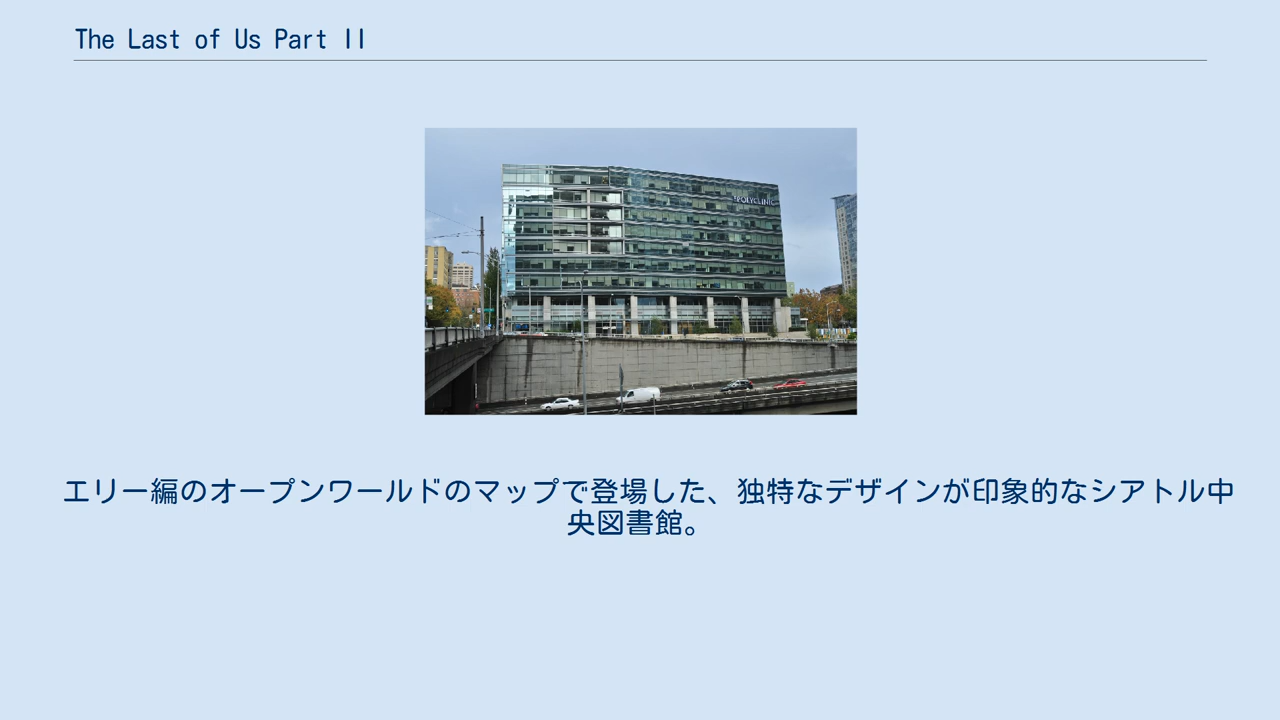 The Last of Us Part II
THE POLYCLINIC
エリー編のオープンワールドのマップで登場した、独特なデザインが印象的なシアトル中
央図書館。